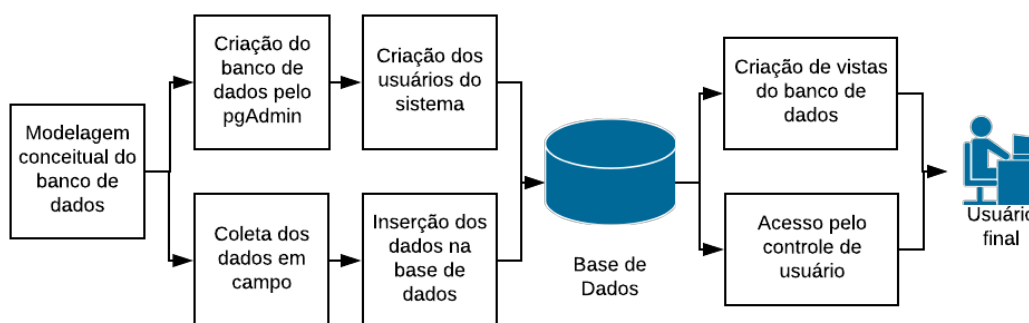 Modelagem
conceitual do
banco de
dados
Criação do
banco de
dados pelo
pgAdmin
Criação dos
usuários do
sistema
Coleta dos
dados em
campo
Inserção dos
dados na
base de
dados
Base de
Dados
Criação de vistas
do banco de
dados
Acesso pelo
controle de
usuário
Usuário
final